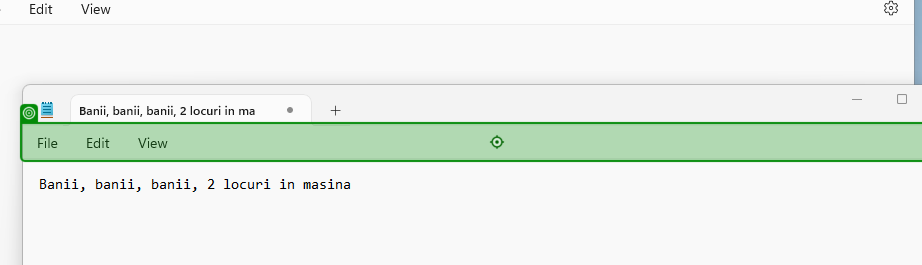 Edit View
Banii, banii, banii, 2 locuri in ma
File Edit View
Banii, banii, banii, 2 locuri in masina